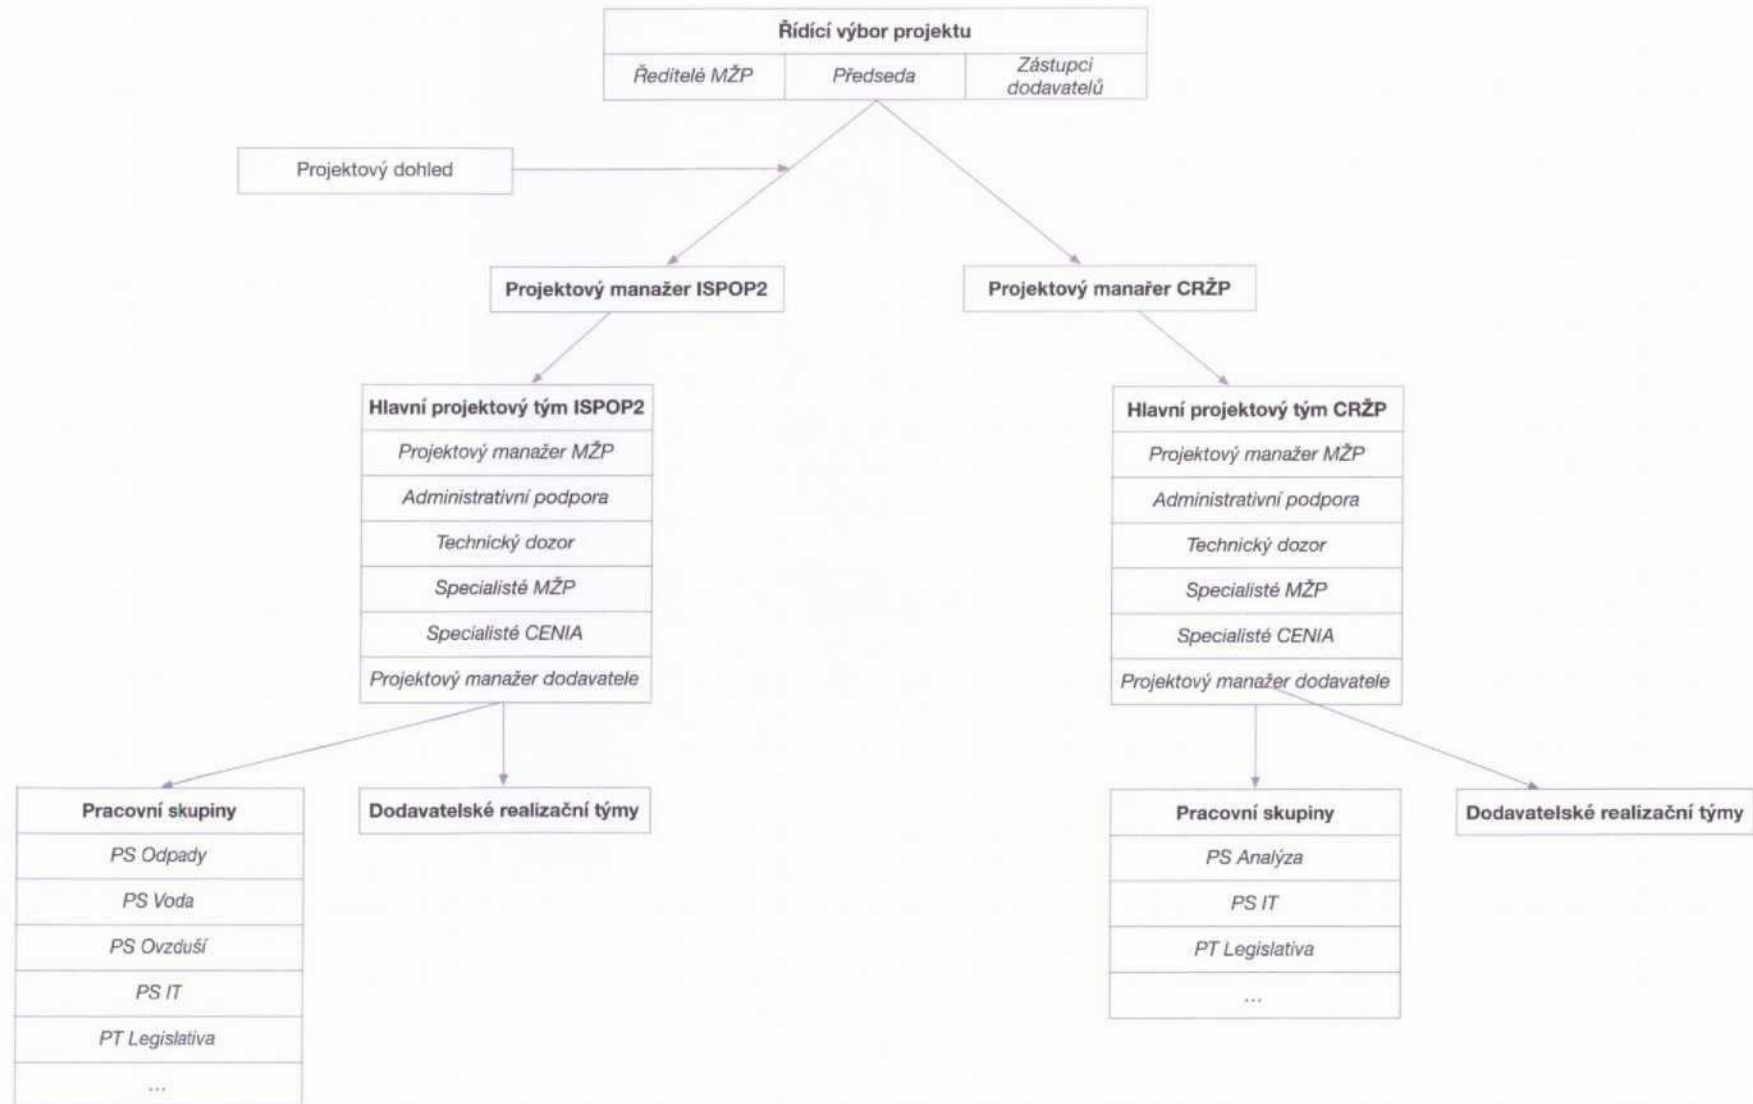 Řídící výbor projektu
Ředitelé MŽP
Předseda
Zástupci
dodavatelů
Projektový dohled
Projektový manažer ISPOP2
Projektový manařer CRŽP
Hlavní projektový tým ISPOP2
Projektový manažer MŽP
Administrativní podpora
Technický dozor
Specialisté MŽP
Specialisté CENIA
Projektový manažer dodavatele
Hlavní projektový tým CRŽP
Projektový manažer MŽP
Administrativní podpora
Technický dozor
Specialisté MŽP
Specialisté CENIA
Projektový manažer dodavatele
Pracovní skupiny
PS Odpady
PS Voda
PS Ovzduší
PS IT
PT Legislativa
...
Dodavatelské realizační týmy
Pracovní skupiny
PS Analýza
PS IT
PT Legislativa
...
Dodavatelské realizační týmy